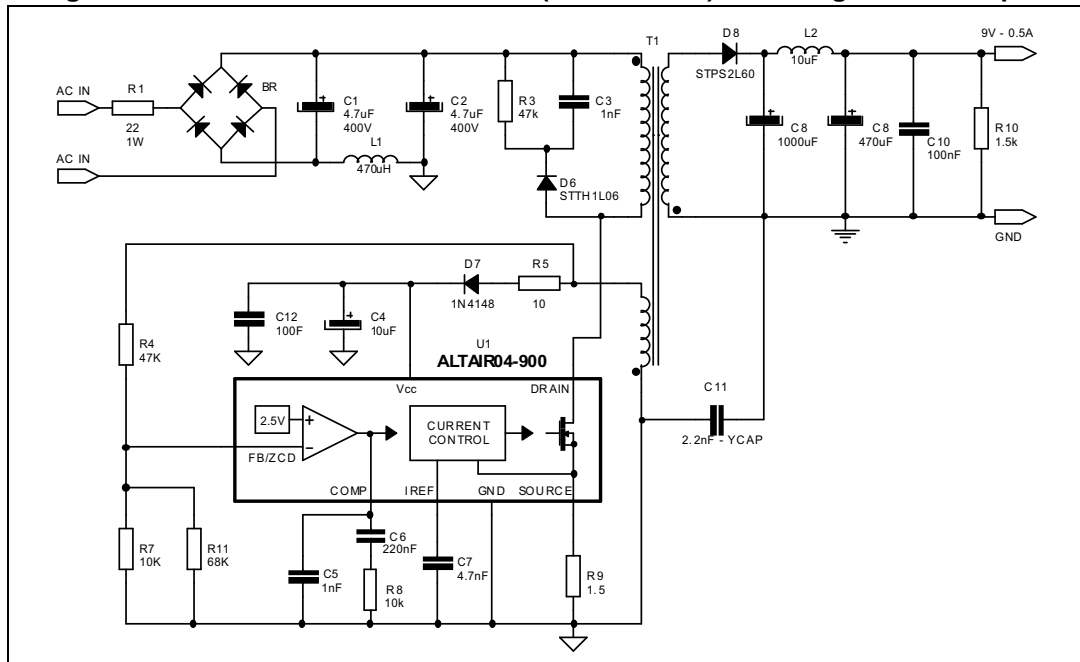 T1
D8
STPS2L60
L2
10uF
9V - 0.5A
AC IN
R1
22
1W
BR
C1
4.7uF
400V
C2
4.7uF
400V
L1
470uH
R3
47k
C3
1nF
D6
STTH1L06
C8
1000uF
C8
470uF
C10
100nF
R10
1.5k
AC IN
GND
D7
1N4148
R5
10
C12
100F
C4
10uF
R4
47K
U1
ALTAIR04-900
Vcc
DRAIN
2.5V
+
−
CURRENT
CONTROL
FB/ZCD
COMP
IREF
GND
SOURCE
C11
2.2nF - YCAP
R7
10K
R11
68K
C5
1nF
C6
220nF
R8
10k
C7
4.7nF
R9
1.5